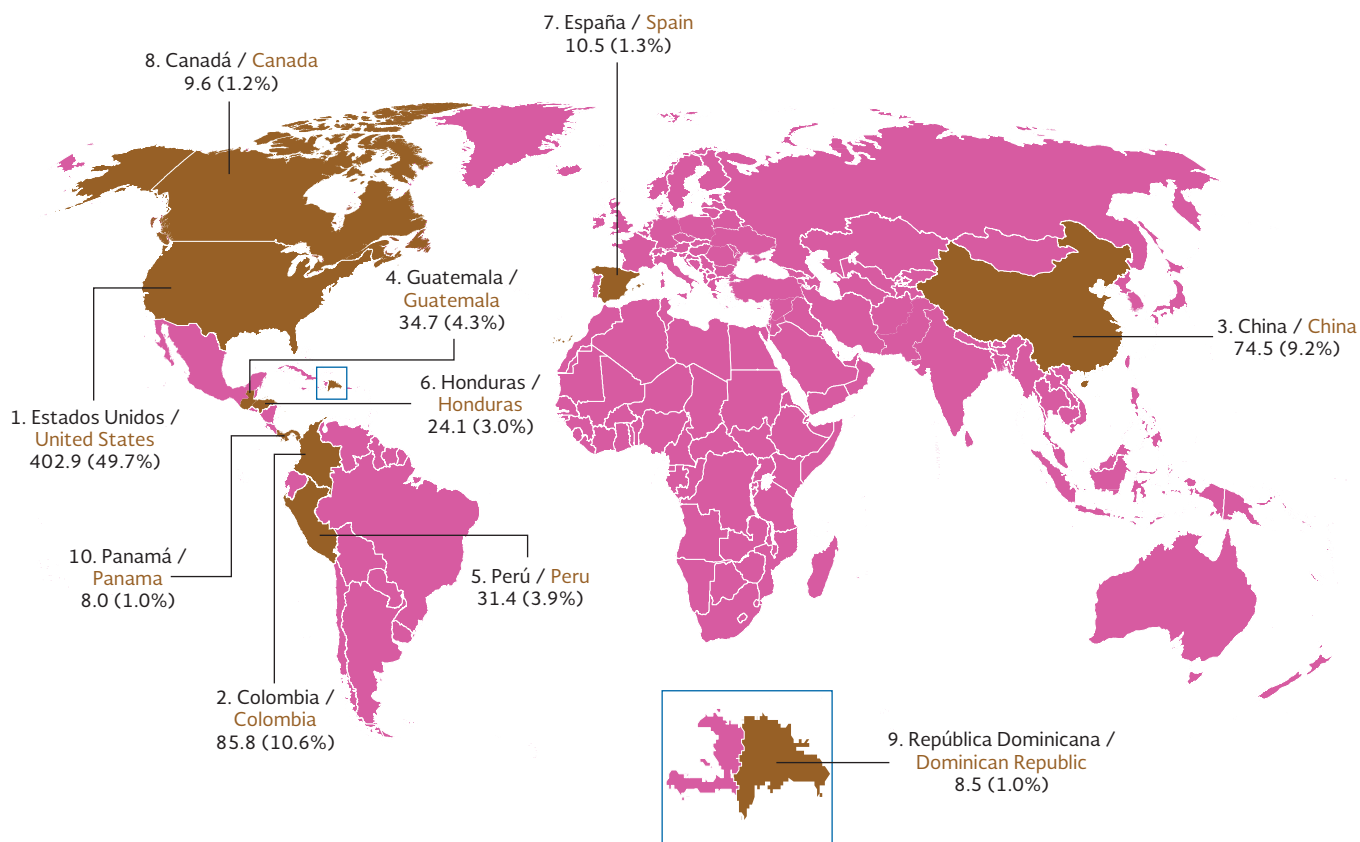 7. España / Spain
10.5 (1.3%)
8. Canadá / Canada
9.6 (1.2%)
4. Guatemala /
Guatemala
34.7 (4.3%)
3. China / China
74.5 (9.2%)
6. Honduras /
Honduras
24.1 (3.0%)
1. Estados Unidos /
United States
402.9 (49.7%)
10. Panamá /
Panama
8.0 (1.0%)
5. Perú / Peru
31.4 (3.9%)
2. Colombia /
Colombia
85.8 (10.6%)
9. República Dominicana /
Dominican Republic
8.5 (1.0%)